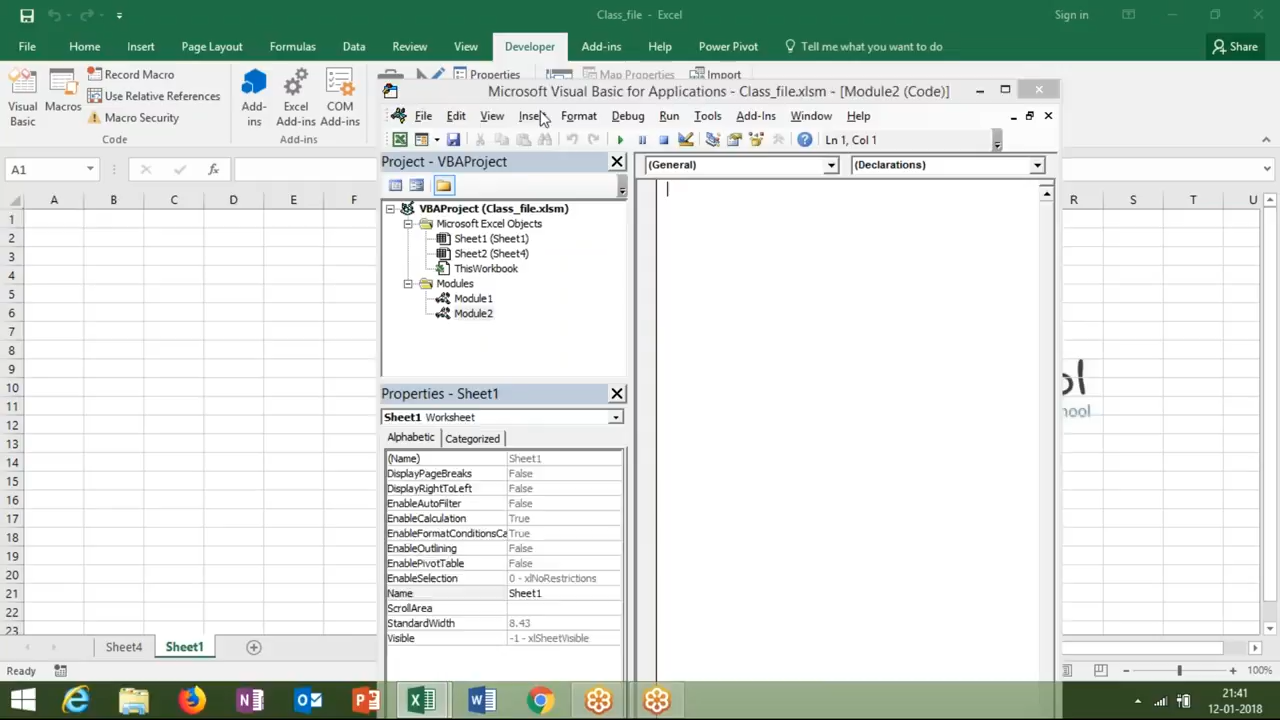 Class_file - Excel
Sign in
File Home Insert Page Layout Formulas Data Review View Developer Add-ins Help Power Pivot Tell me what you want to do Share
Visual Basic
Macros
Record Macro
Use Relative References
Macro Security
Code
Add-ins
Excel Add-ins
COM Add-ins
Add-ins
Properties
Map Properties
Import
Microsoft Visual Basic for Applications - Class_file.xlsm - [Module2 (Code)]
File Edit View Insert Format Debug Run Tools Add-Ins Window Help
Ln 1, Col 1
A1
fx
Project - VBAProject
(General)
(Declarations)
VBAProject (Class_file.xlsm)
Microsoft Excel Objects
Sheet1 (Sheet1)
Sheet2 (Sheet4)
ThisWorkbook
Modules
Module1
Module2
Properties - Sheet1
Sheet1 Worksheet
Alphabetic Categorized
(Name) Sheet1
DisplayPageBreaks False
DisplayRightToLeft False
EnableAutoFilter False
EnableCalculation True
EnableFormatConditionsCa True
EnableOutlining False
EnablePivotTable False
EnableSelection 0 - xlNoRestrictions
Name Sheet1
ScrollArea
StandardWidth 8.43
Visible -1 - xlSheetVisible
A B C D E F R S T U
1
2
3
4
5
6
7
8
9
10
11
12
13
14
15
16
17
18
19
20
21
22
23
ol
hool
Sheet4 Sheet1
Ready
100%
21:41
12-01-2018